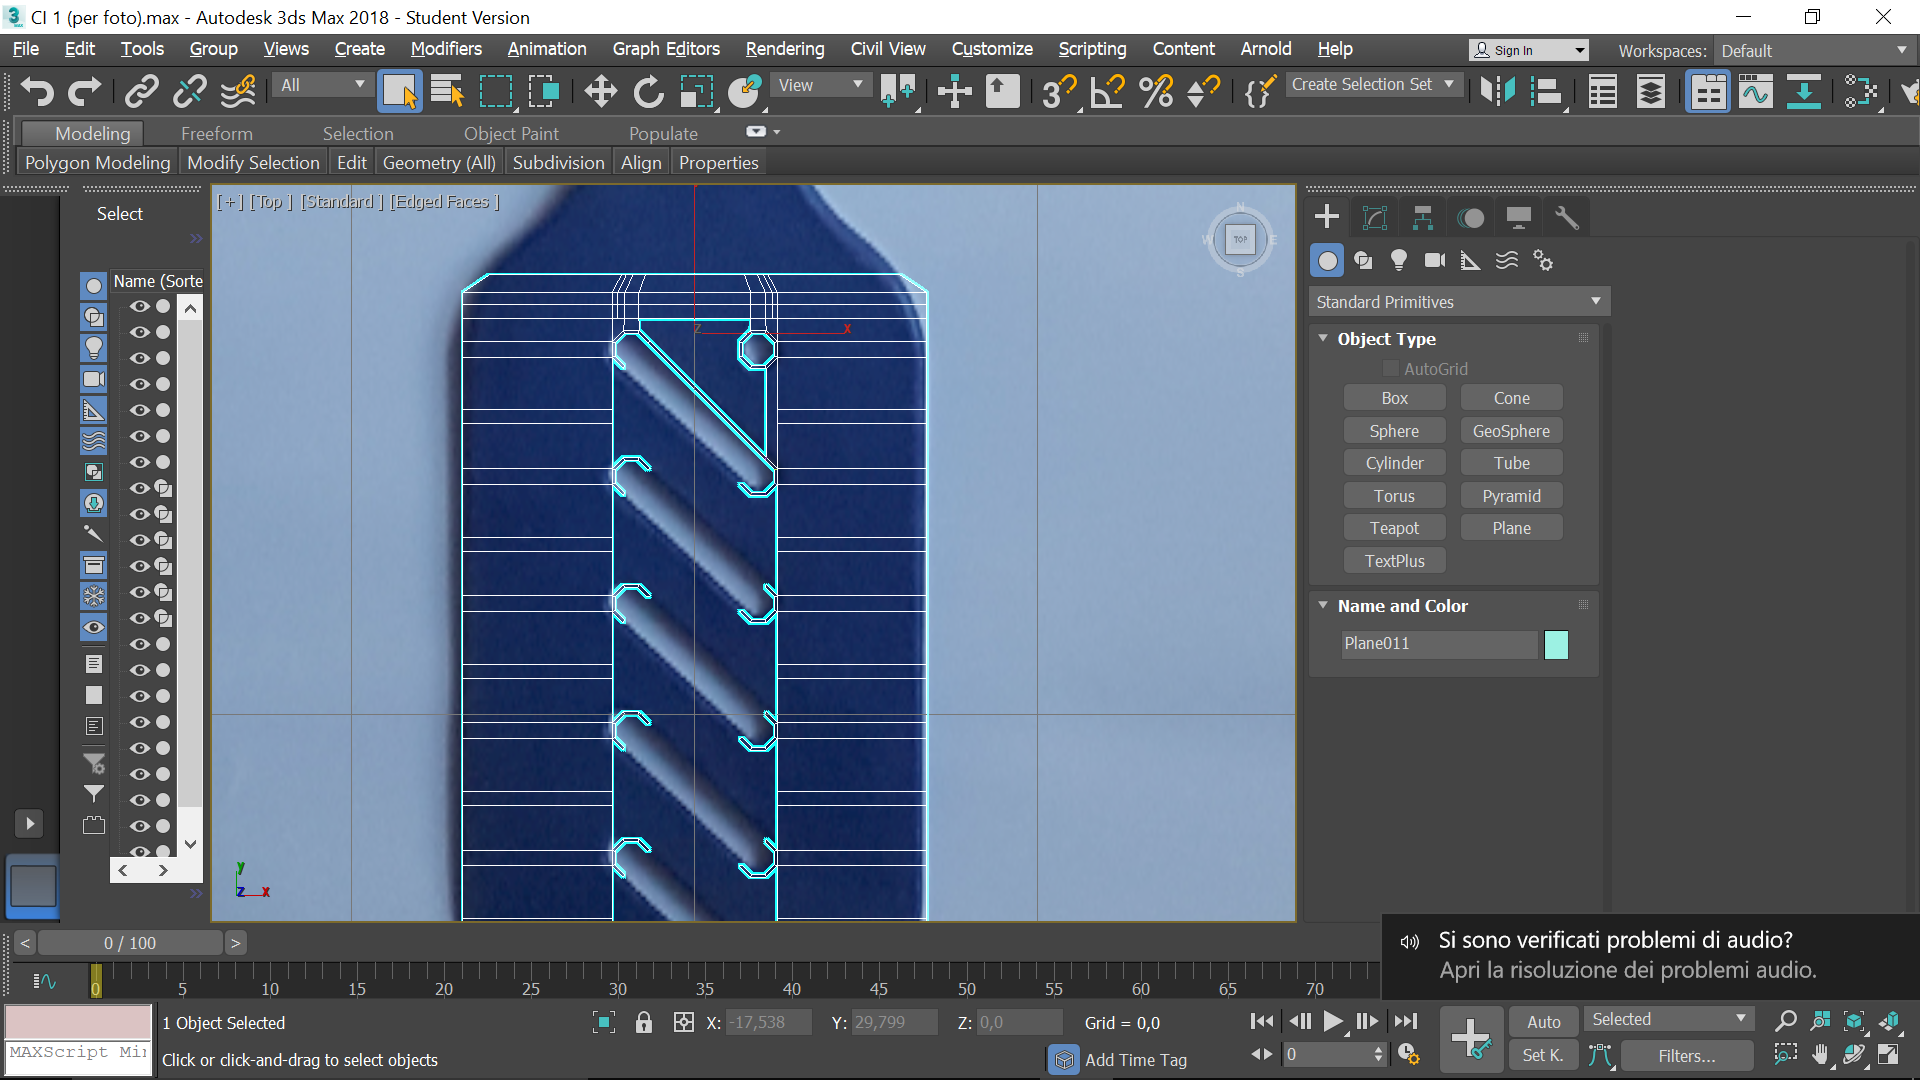 CI 1 (per foto).max - Autodesk 3ds Max 2018 - Student Version
File Edit Tools Group Views Create Modifiers Animation Graph Editors Rendering Civil View Customize Scripting Content Arnold Help
Sign In
Workspaces: Default
All
View
3
Create Selection Set
Modeling Freeform Selection Object Paint Populate
Polygon Modeling Modify Selection Edit Geometry (All) Subdivision Align Properties
Select
Name (Sorte
[+] [Top ] [Standard ] [Edged Faces ]
N
W TOP E
S
z x
y
z x
Standard Primitives
Object Type
AutoGrid
Box Cone
Sphere GeoSphere
Cylinder Tube
Torus Pyramid
Teapot Plane
TextPlus
Name and Color
Plane011
< 0 / 100 >
0 5 10 15 20 25 30 35 40 45 50 55 60 65 70
Si sono verificati problemi di audio?
Apri la risoluzione dei problemi audio.
1 Object Selected
X: -17,538 Y: 29,799 Z: 0,0 Grid = 0,0
MAXScript Mir
Click or click-and-drag to select objects
Add Time Tag
0
Auto Selected
Set K. Filters...